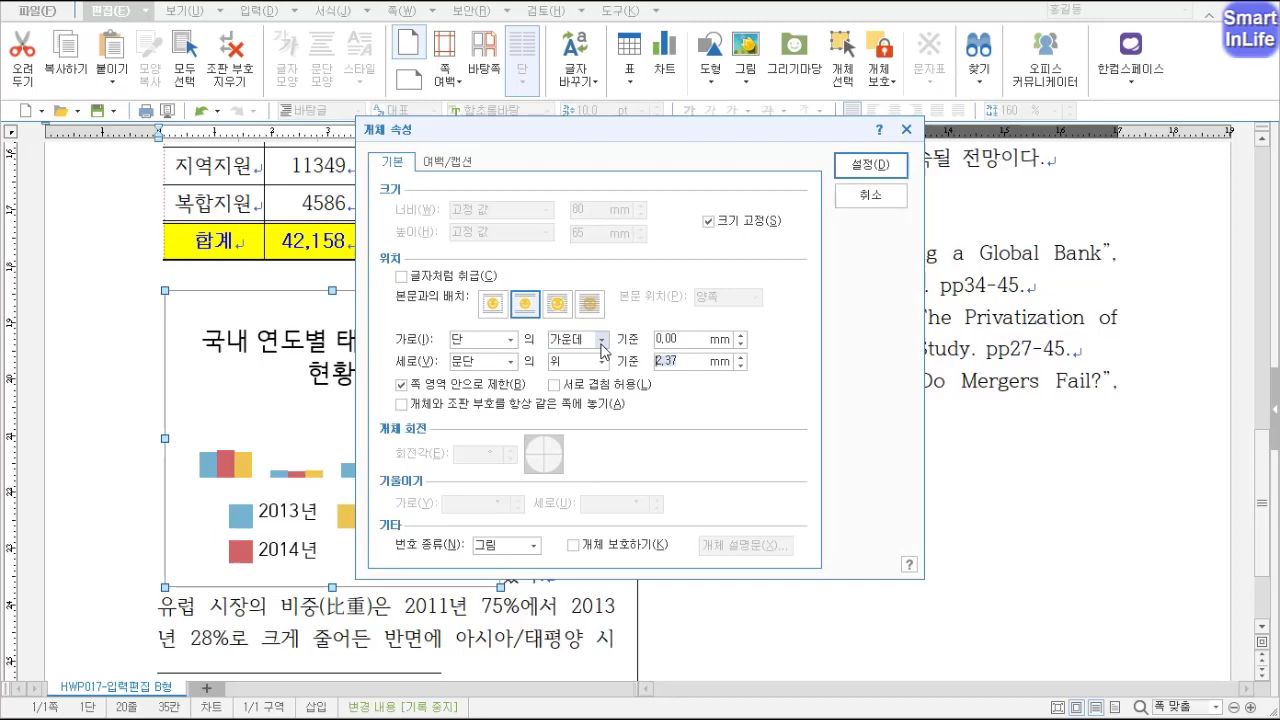 파일(F) 편집(E) 보기(U) 입력(D) 서식(J) 쪽(W) 보안(R) 검토(H) 도구(K) 홍길동
Smart
InLife
오려
두기
복사하기
붙이기
모양
복사
모두
선택
조판 부호
지우기
글자
모양
문단
모양
스타일
쪽
여백
바탕쪽
단
글자
바꾸기
표
차트
도형
그림
그리기마당
개체
선택
개체
보호
문자표
찾기
오피스
커뮤니케이터
한컴스페이스
바탕글 대표 함초롬바탕 10.0 pt 가 가 가 가 가 160 %
1 2 3 14 15 16 17 18 19
개체 속성 ? ×
기본 여백/캡션
설정(D)
취소
크기
너비(W): 고정 값 80 mm
높이(H): 고정 값 65 mm
크기 고정(S)
위치
글자처럼 취급(C)
본문과의 배치: 본문 위치(P): 양쪽
가로(I): 단 의 가운데 기준 0,00 mm
세로(V): 문단 의 위 기준 2,37 mm
쪽 영역 안으로 제한(B) 서로 겹침 허용(L)
개체와 조판 부호를 항상 같은 쪽에 놓기(A)
개체 회전
회전각(E): °
기울이기
가로(Y): ° 세로(U): °
기타
번호 종류(N): 그림 개체 보호하기(K) 개체 설명문(X)...
?
지역지원 11349
복합지원 4586
합계 42,158
국내 연도별 태
현황
2013년
2014년
유럽 시장의 비중(比重)은 2011년 75%에서 2013
년 28%로 크게 줄어든 반면에 아시아/태평양 시
될 전망이다.
g a Global Bank”,
. pp34-45.
he Privatization of
tudy. pp27-45.
Do Mergers Fail?”,
HWP017-입력편집 B형 +
1/1쪽 1단 20줄 35칸 차트 1/1 구역 삽입 변경 내용 [기록 중지] 쪽 맞춤